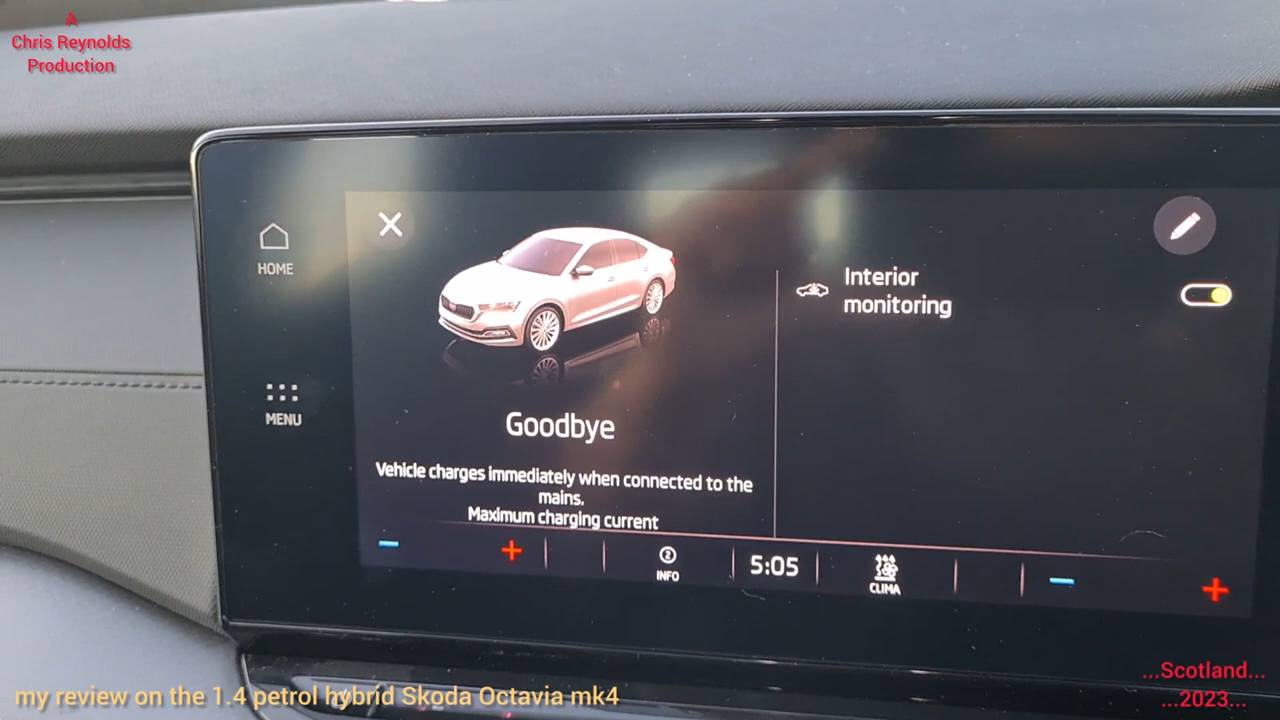 A
Chris Reynolds
Production
HOME
MENU
Goodbye
Vehicle charges immediately when connected to the
mains.
Maximum charging current
Interior
monitoring
2
INFO
5:05
CLIMA
my review on the 1.4 petrol hybrid Skoda Octavia mk4
...Scotland...
...2023...